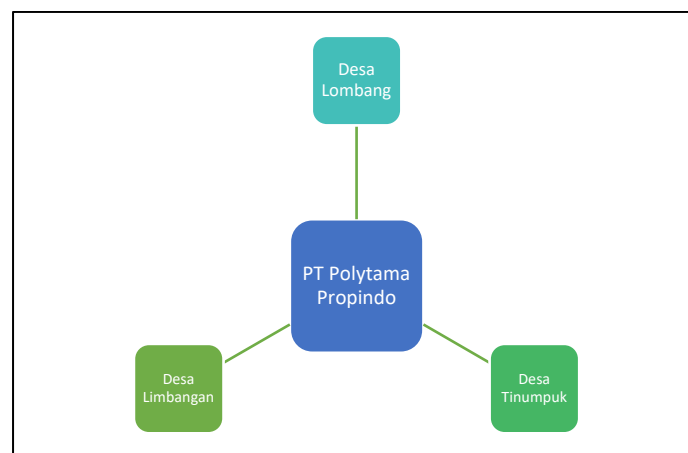 Desa
Lombang
PT Polytama
Propindo
Desa
Limbangan
Desa
Tinumpuk